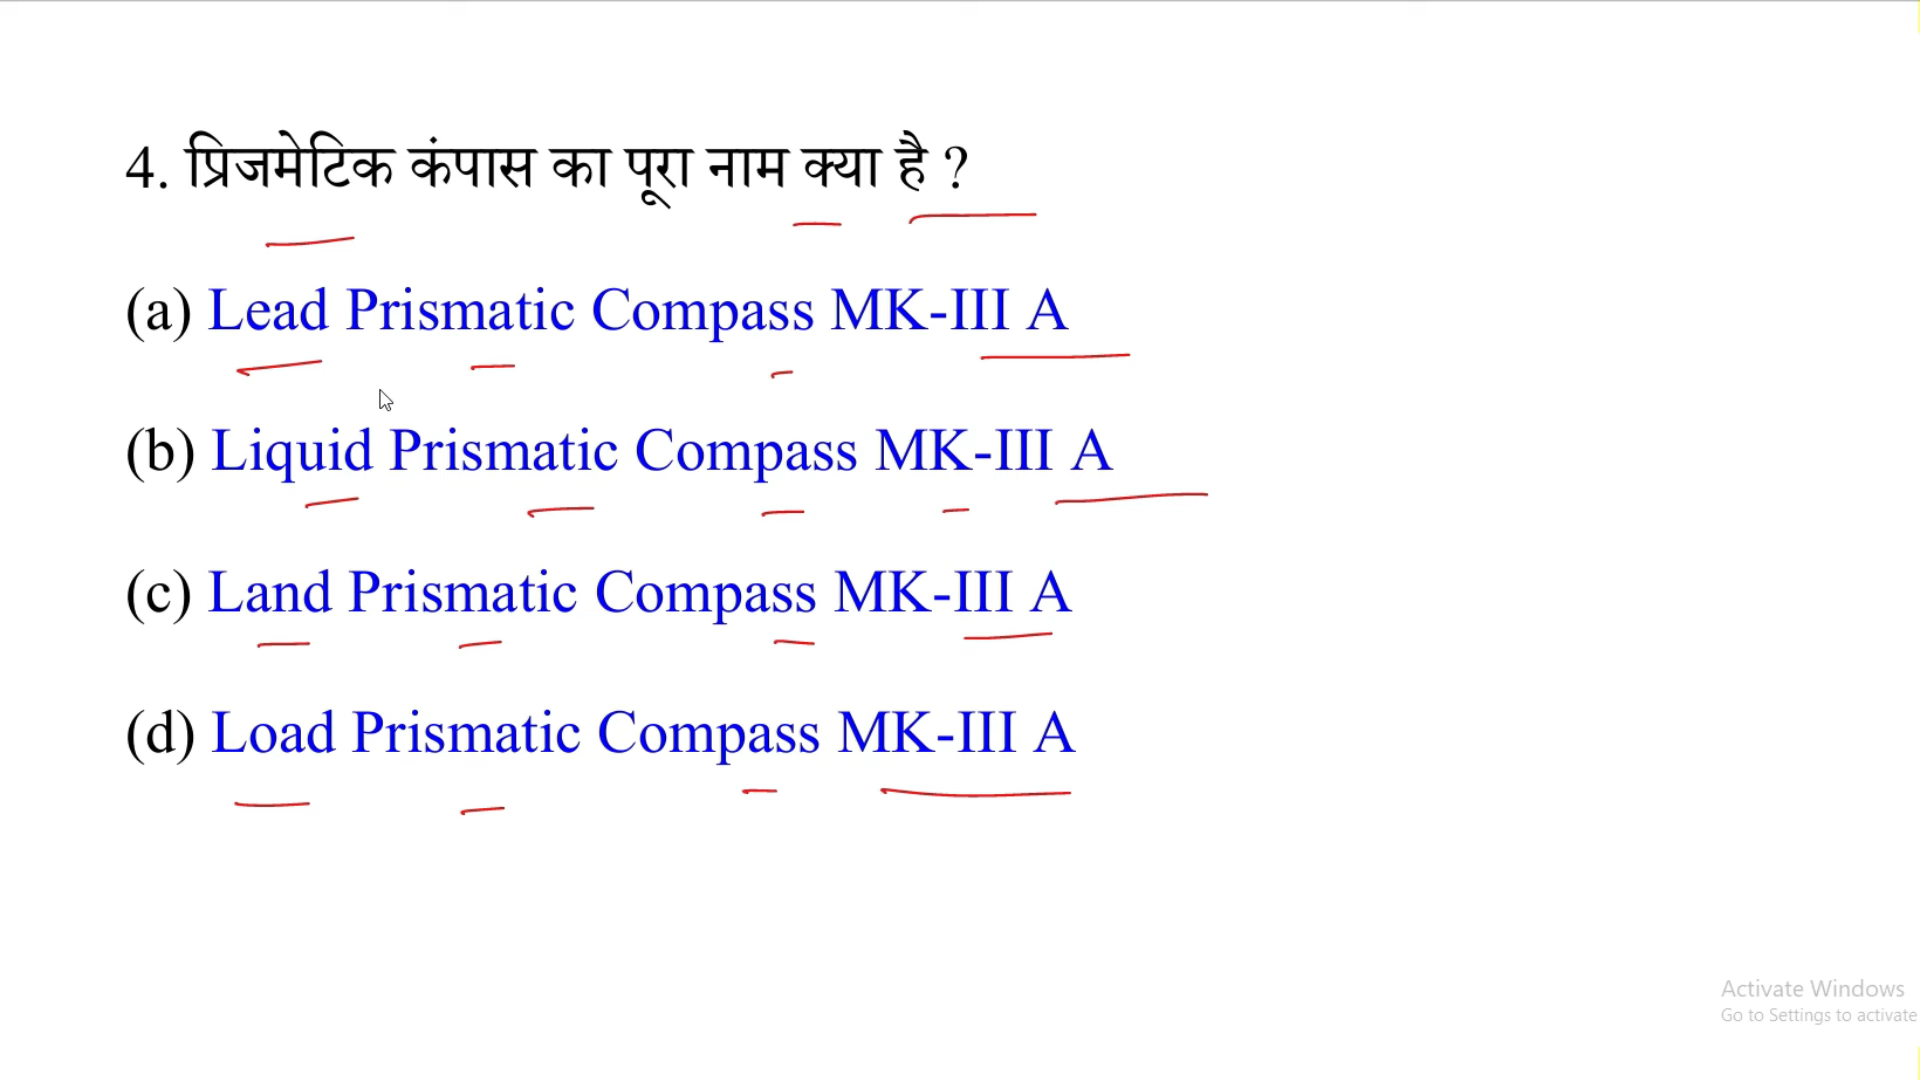 4. प्रिजमेटिक कंपास का पूरा नाम क्या है ?
(a) Lead Prismatic Compass MK-III A
(b) Liquid Prismatic Compass MK-III A
(c) Land Prismatic Compass MK-III A
(d) Load Prismatic Compass MK-III A
Activate Windows
Go to Settings to activate